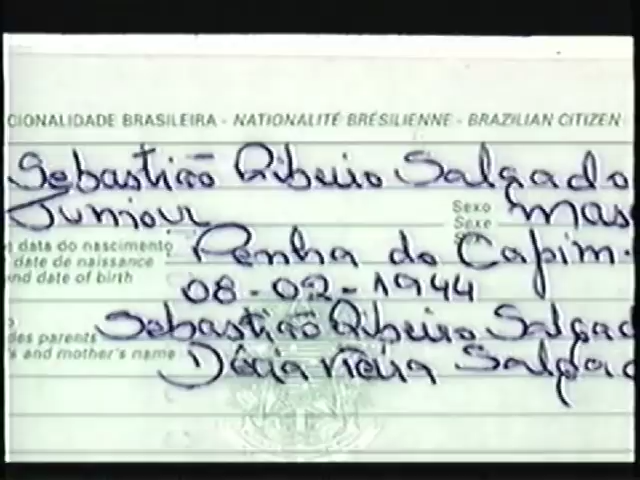 CIONALIDADE BRASILEIRA - NATIONALITÉ BRÉSILIENNE - BRAZILIAN CITIZEN
Sebastião Ribeiro Salgado
Juniour Sexo Sexe mas
data do nascimento Penha do Capim.
date de naissance
nd date of birth 08-02-1944
des parents Sebastião Ribeiro Salgad
s and mother's name Décia Vieira Salgad